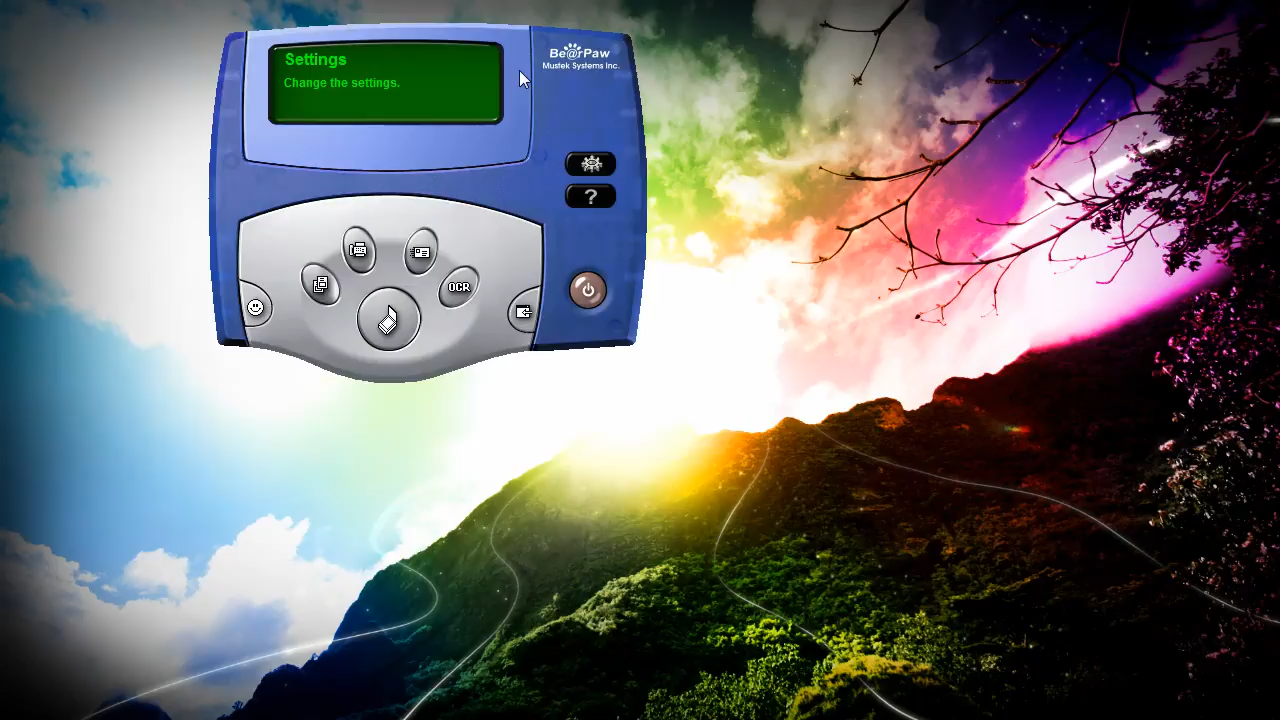 Settings
Change the settings.
Be@rPaw
Mustek Systems Inc.
?
OCR